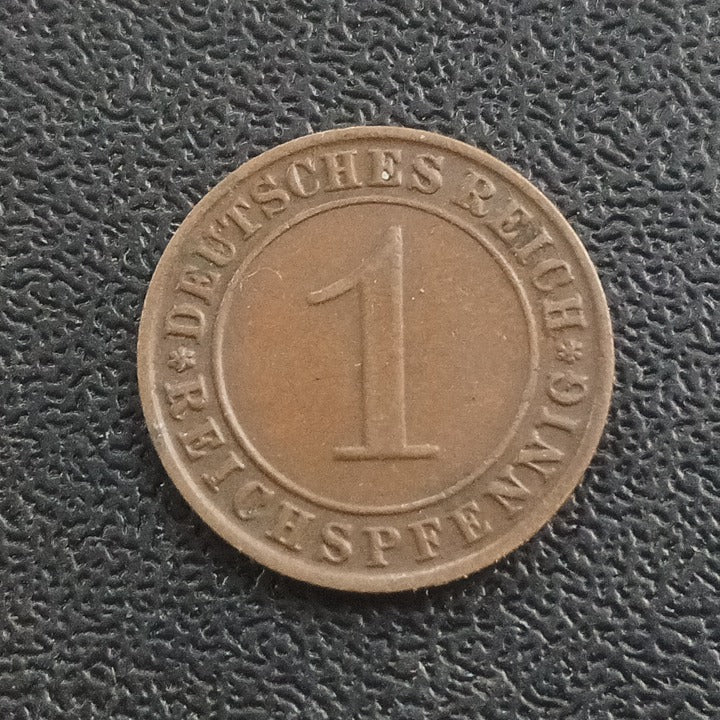 *DEUTSCHES REICH*
REICHSPFENNIG
1